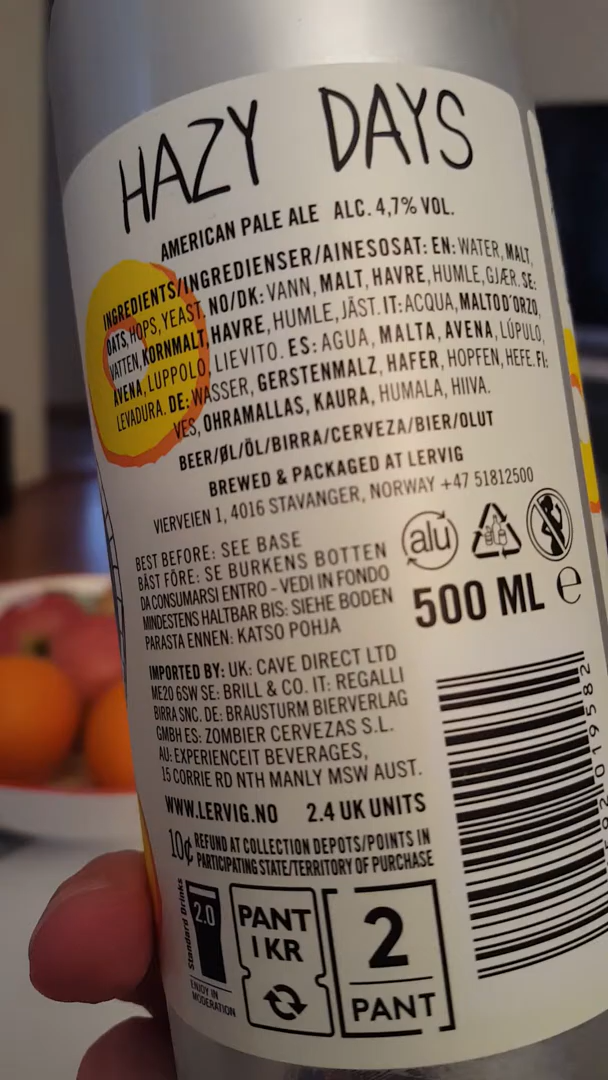 HAZY DAYS
AMERICAN PALE ALE ALC. 4,7% VOL.
INGREDIENTS/INGREDIENSER/AINESOSAT: EN: WATER, MALT,
OATS, HOPS, YEAST. NO/DK: VANN, MALT, HAVRE, HUMLE, GJÆR. SE:
VATTEN, KORNMALT, HAVRE, HUMLE, JÄST. IT: ACQUA, MALTO D'ORZO,
AVENA, LUPPOLO, LIEVITO. ES: AGUA, MALTA, AVENA, LÚPULO,
LEVADURA. DE: WASSER, GERSTENMALZ, HAFER, HOPFEN, HEFE. FI:
VES, OHRAMALLAS, KAURA, HUMALA, HIIVA.
BEER/ØL/ÖL/BIRRA/CERVEZA/BIER/OLUT
BREWED & PACKAGED AT LERVIG
VIERVEIEN 1, 4016 STAVANGER, NORWAY +47 51812500
BEST BEFORE: SEE BASE
BÄST FÖRE: SE BURKENS BOTTEN
DA CONSUMARSI ENTRO - VEDI IN FONDO
MINDESTENS HALTBAR BIS: SIEHE BODEN
PARASTA ENNEN: KATSO POHJA
alu
500 ML e
IMPORTED BY: UK: CAVE DIRECT LTD
ME20 6SW SE: BRILL & CO. IT: REGALLI
BIRRA SNC. DE: BRAUSTURM BIERVERLAG
GMBH ES: ZOMBIER CERVEZAS S.L.
AU: EXPERIENCEIT BEVERAGES,
15 CORRIE RD NTH MANLY MSW AUST.
WWW.LERVIG.NO 2.4 UK UNITS
10¢ REFUND AT COLLECTION DEPOTS/POINTS IN
PARTICIPATING STATE/TERRITORY OF PURCHASE
Standard Drinks
2.0
ENJOY IN
MODERATION
PANT
1 KR
2
PANT